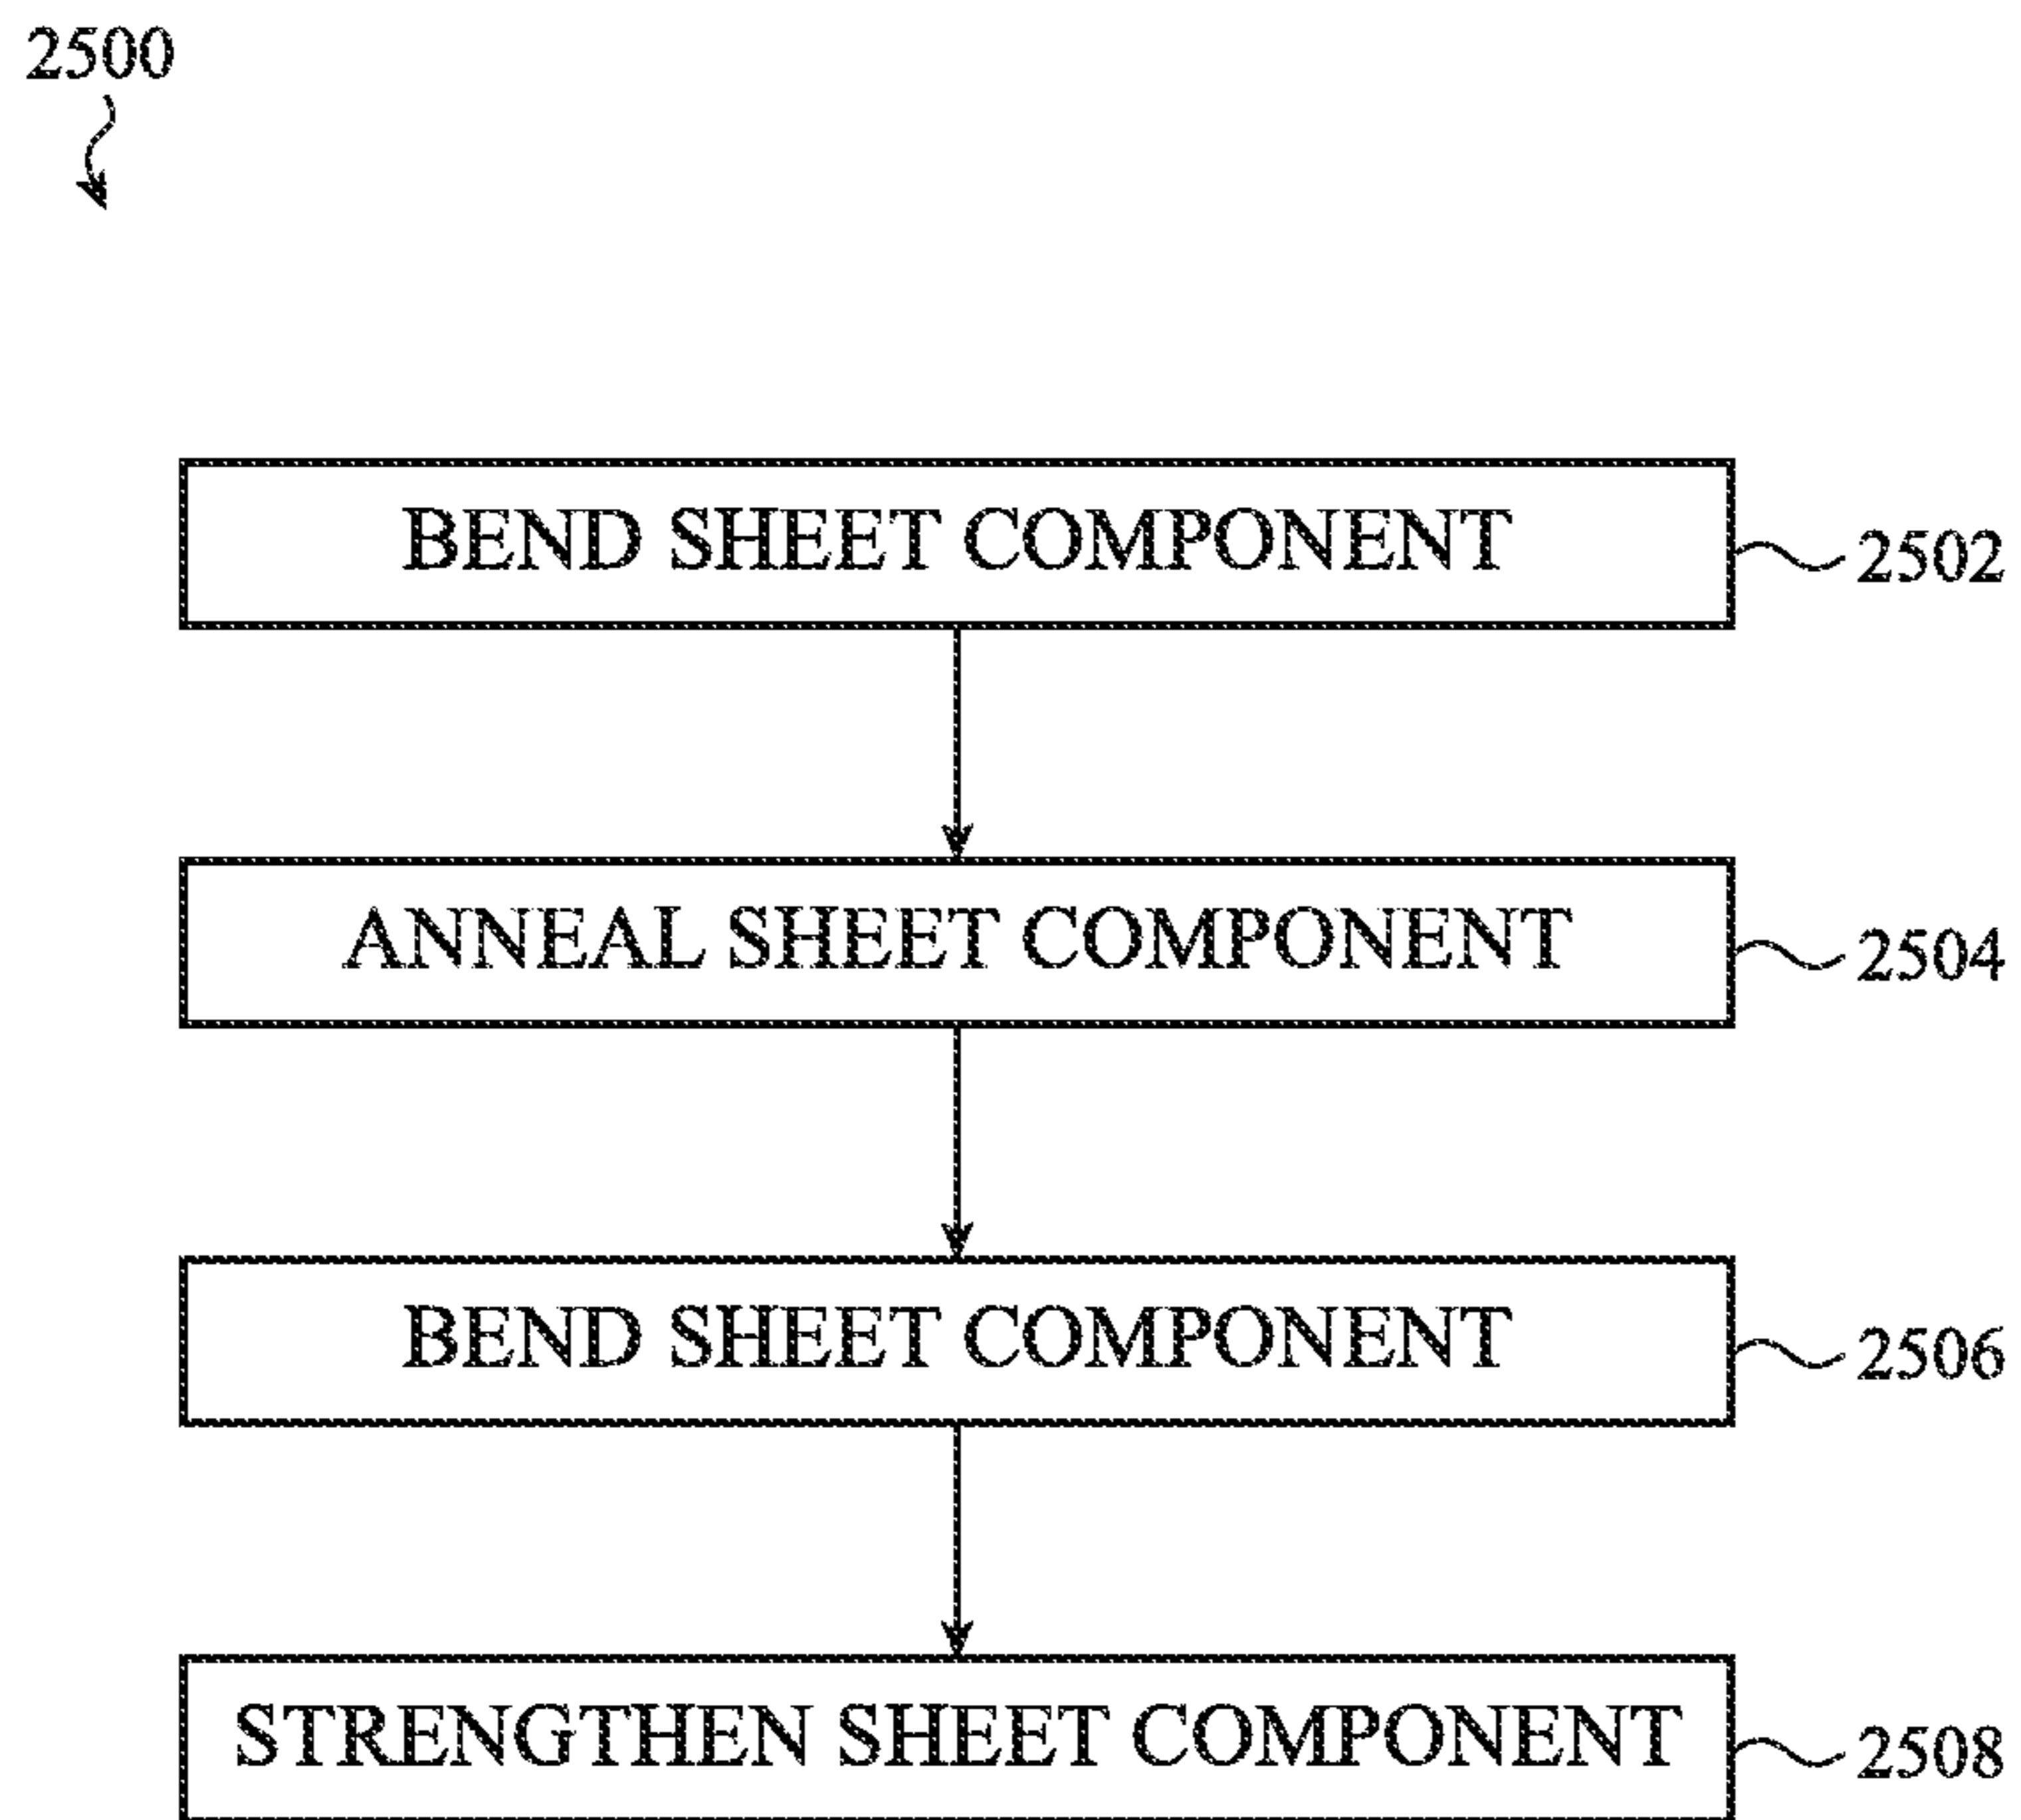 2500
BEND SHEET COMPONENT
2502
ANNEAL SHEET COMPONENT
2504
BEND SHEET COMPONENT
2506
STRENGTHEN SHEET COMPONENT
2508